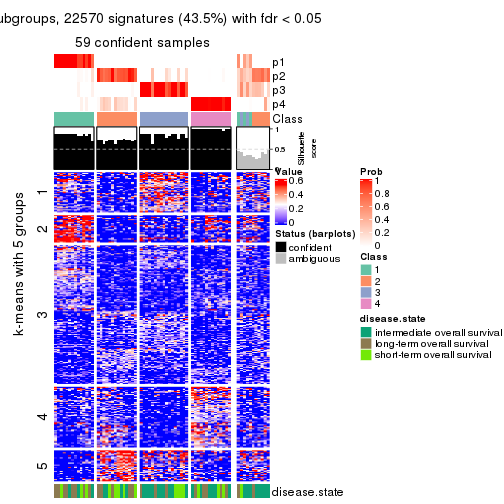 ubgroups, 22570 signatures (43.5%) with fdr < 0.05
59 confident samples
p1
p2
p3
p4
Class
1
0.5
0
Silhouette
score
k-means with 5 groups
1
2
3
4
5
disease.state
Value
0.6
0.4
0.2
0
Status (barplots)
confident
ambiguous
Prob
1
0.8
0.6
0.4
0.2
0
Class
1
2
3
4
disease.state
intermediate overall survival
long-term overall survival
short-term overall survival